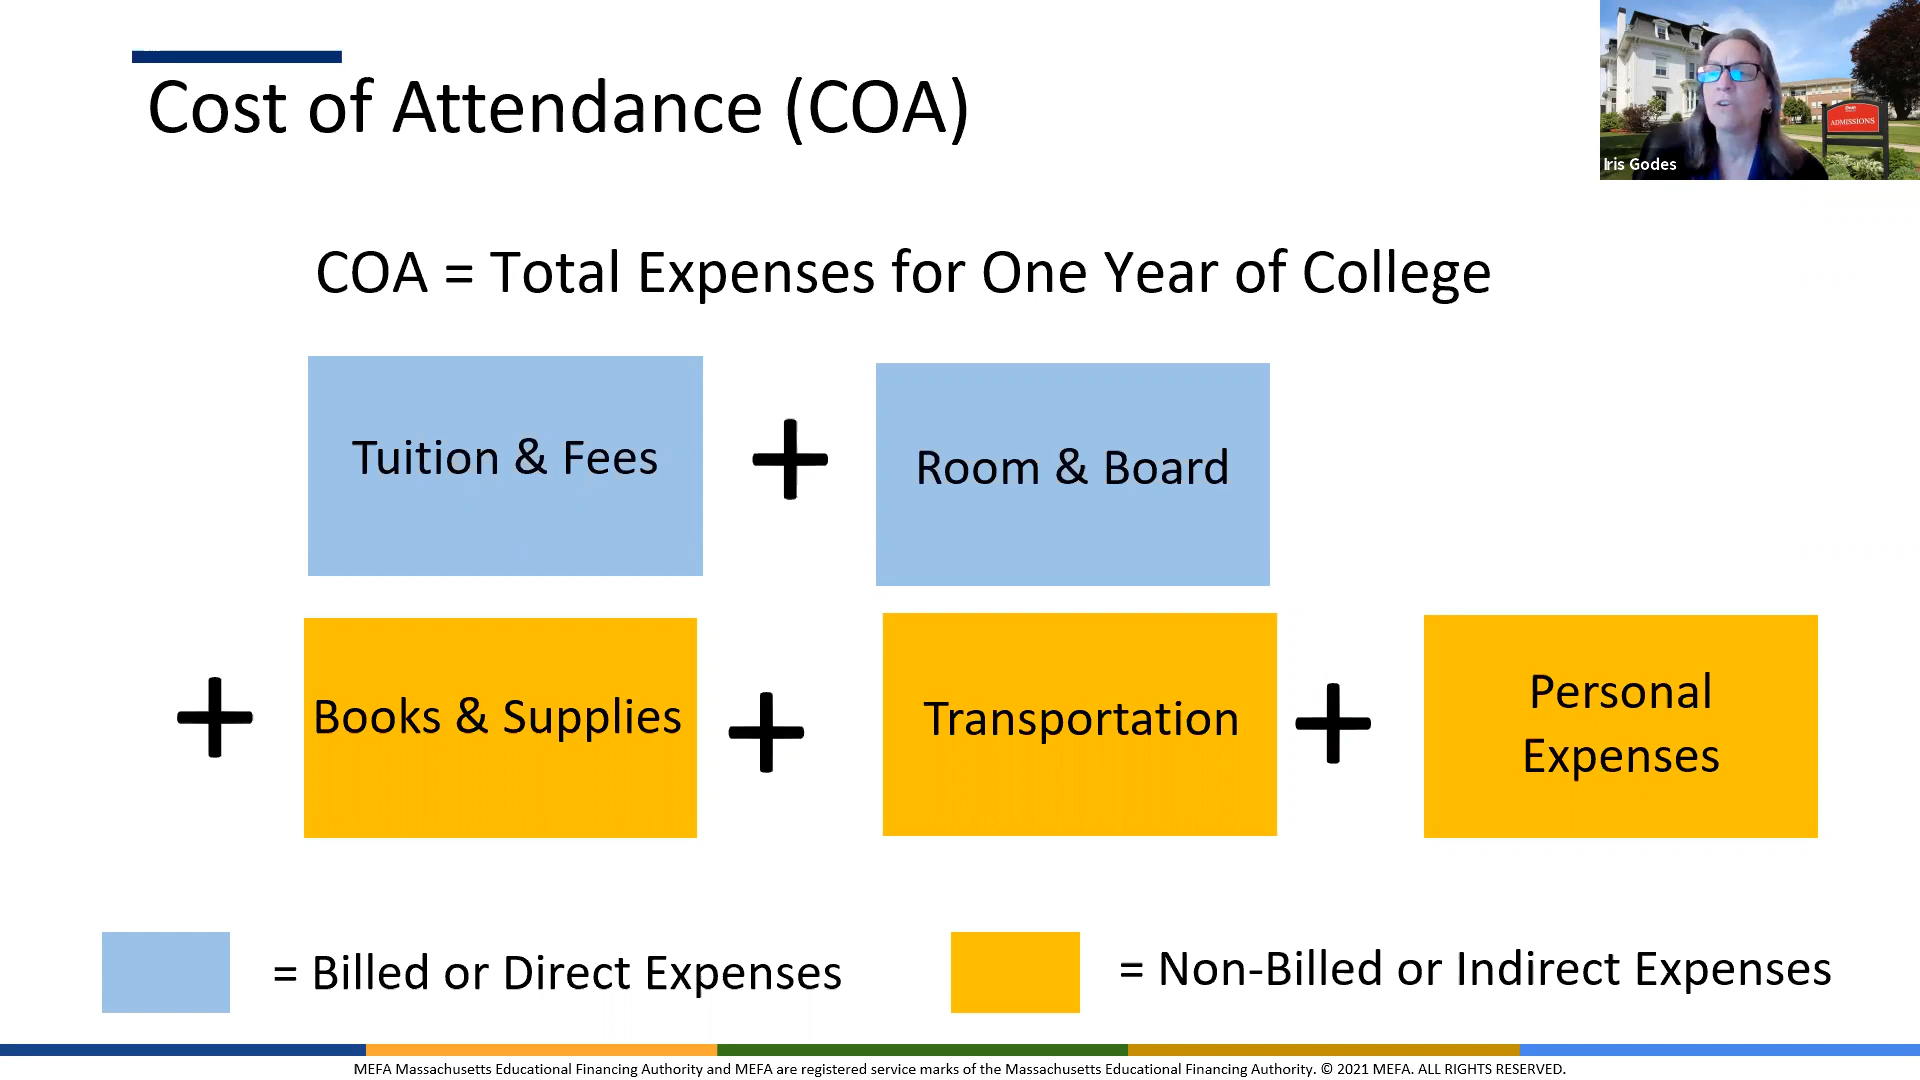 Cost of Attendance (COA)
ADMISSIONS
Iris Godes
COA = Total Expenses for One Year of College
Tuition & Fees + Room & Board
+ Books & Supplies + Transportation + Personal
Expenses
= Billed or Direct Expenses
= Non-Billed or Indirect Expenses
MEFA Massachusetts Educational Financing Authority and MEFA are registered service marks of the Massachusetts Educational Financing Authority. © 2021 MEFA. ALL RIGHTS RESERVED.